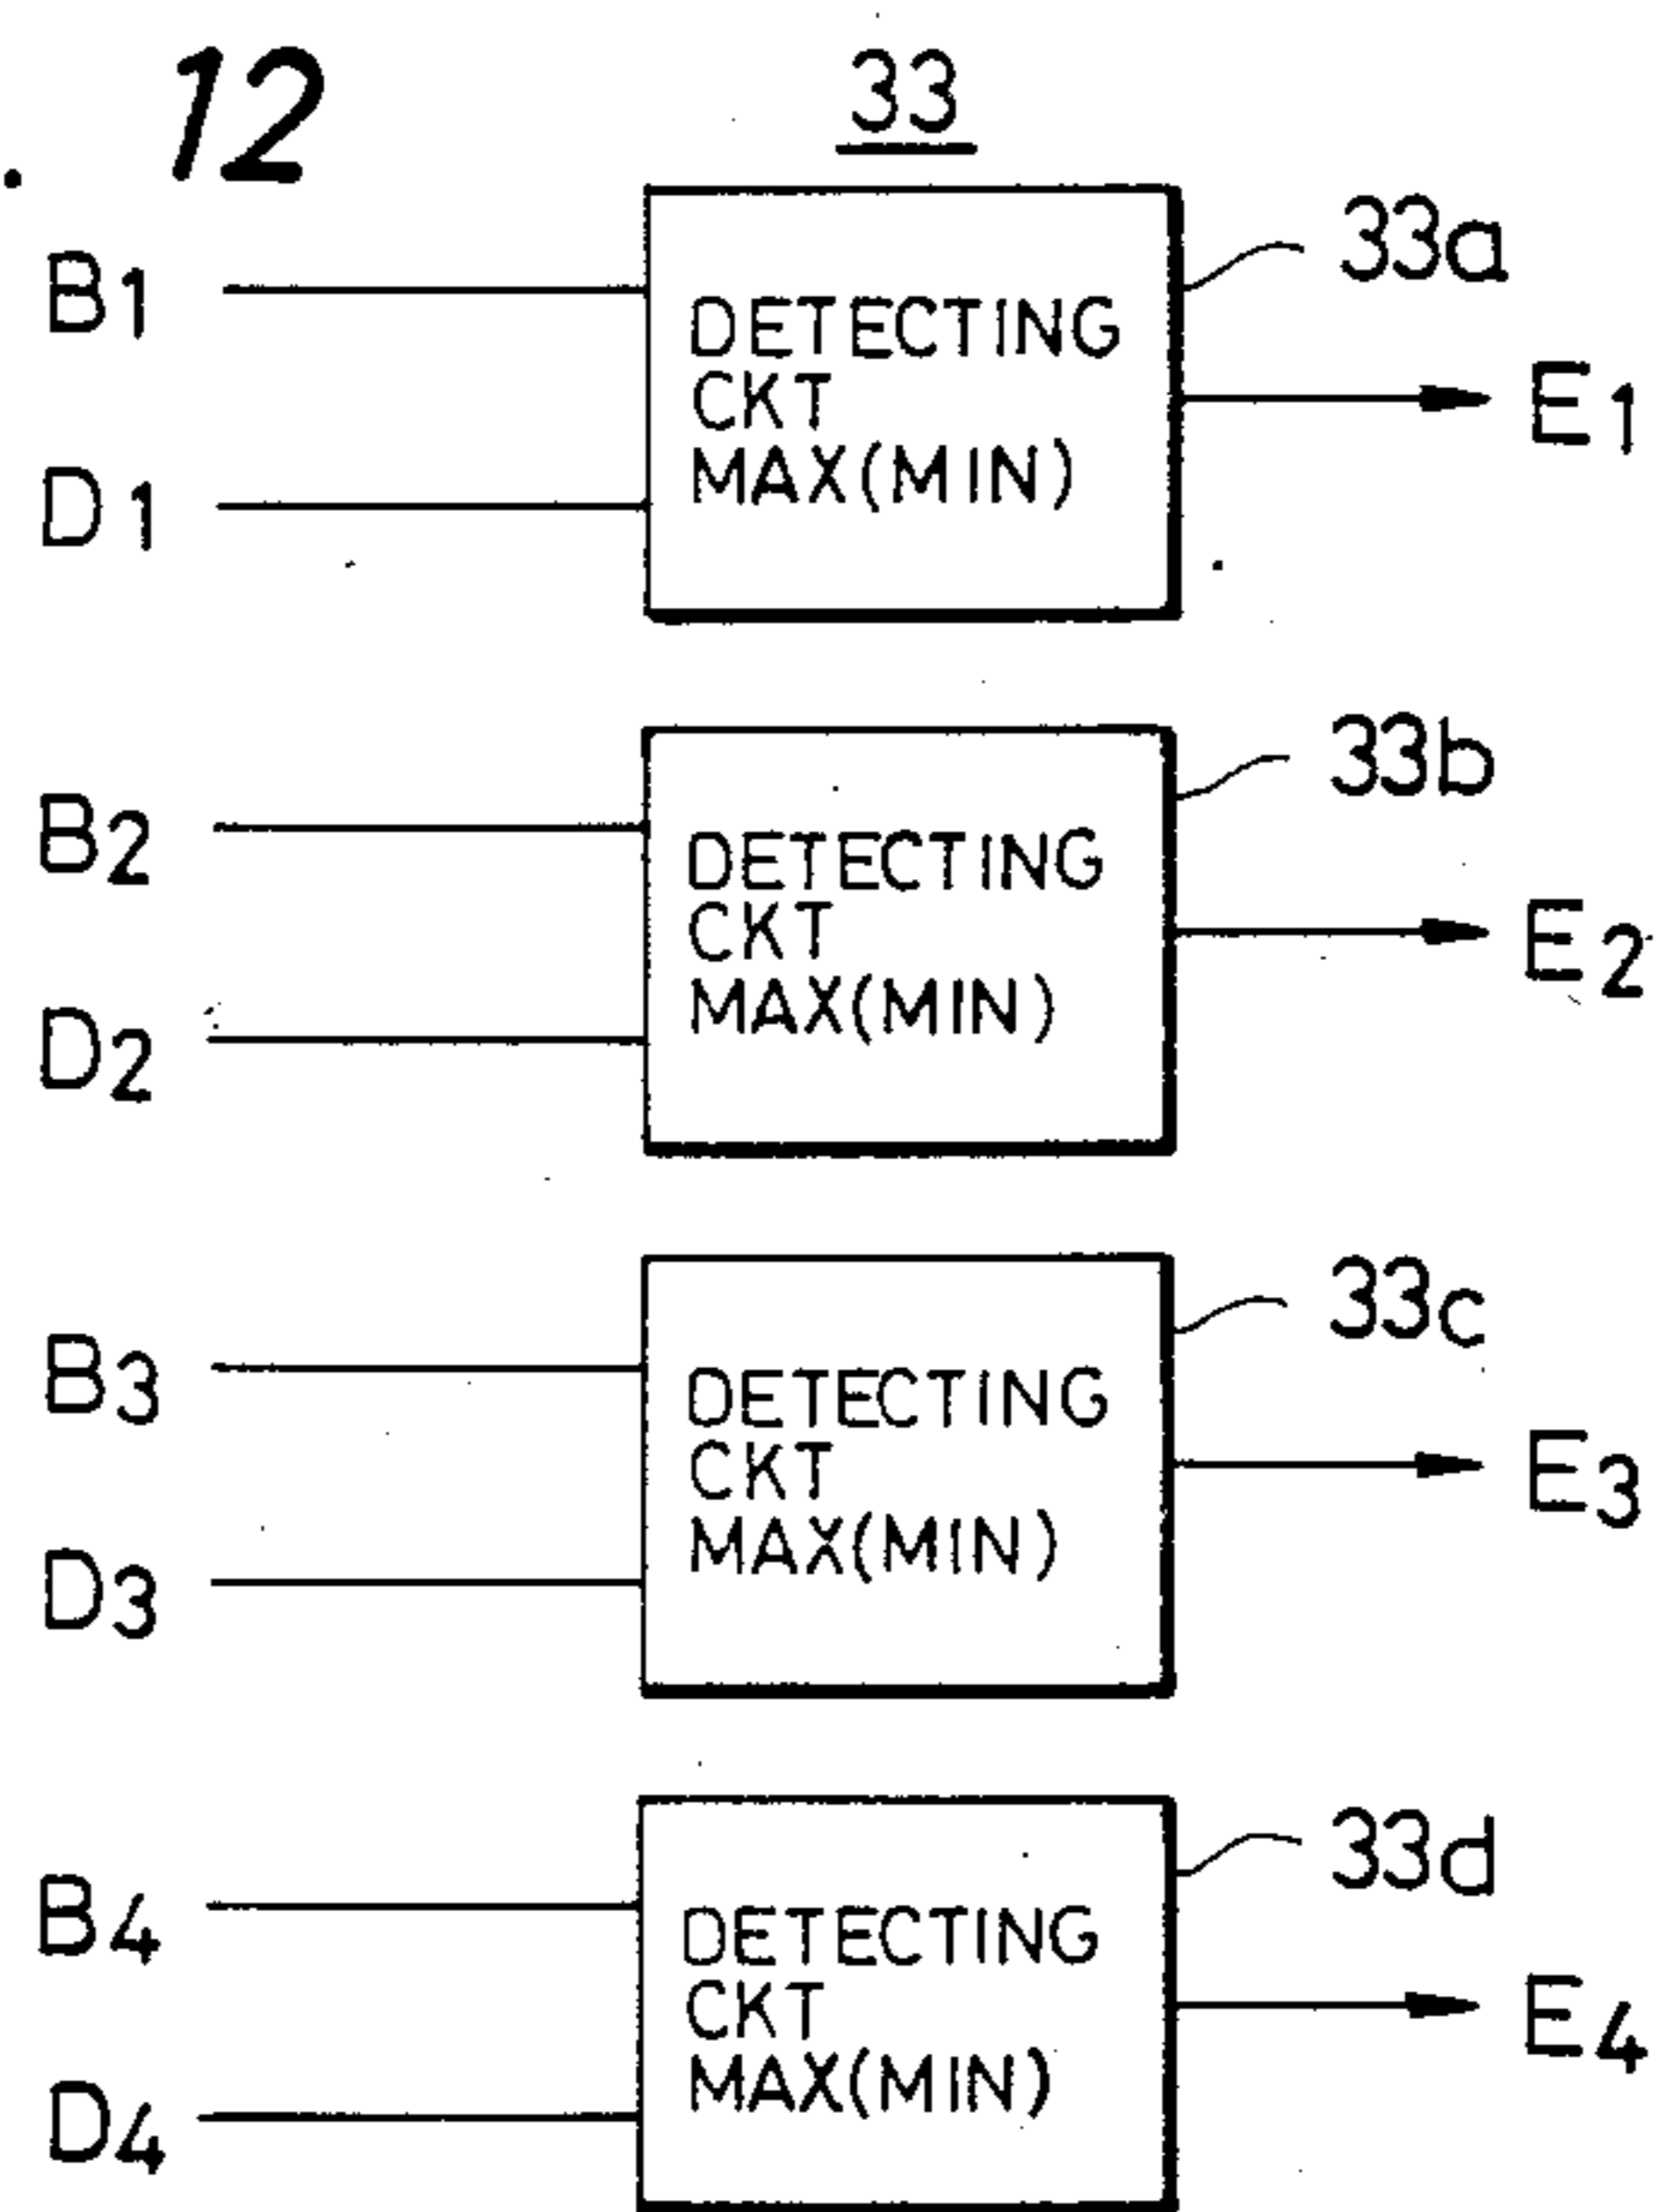 . 12
33
33a
B1
DETECTING
CKT
MAX(MIN)
D1
E1
33b
B2
DETECTING
CKT
MAX(MIN)
D2
E2
33c
B3
DETECTING
CKT
MAX(MIN)
D3
E3
33d
B4
DETECTING
CKT
MAX(MIN)
D4
E4